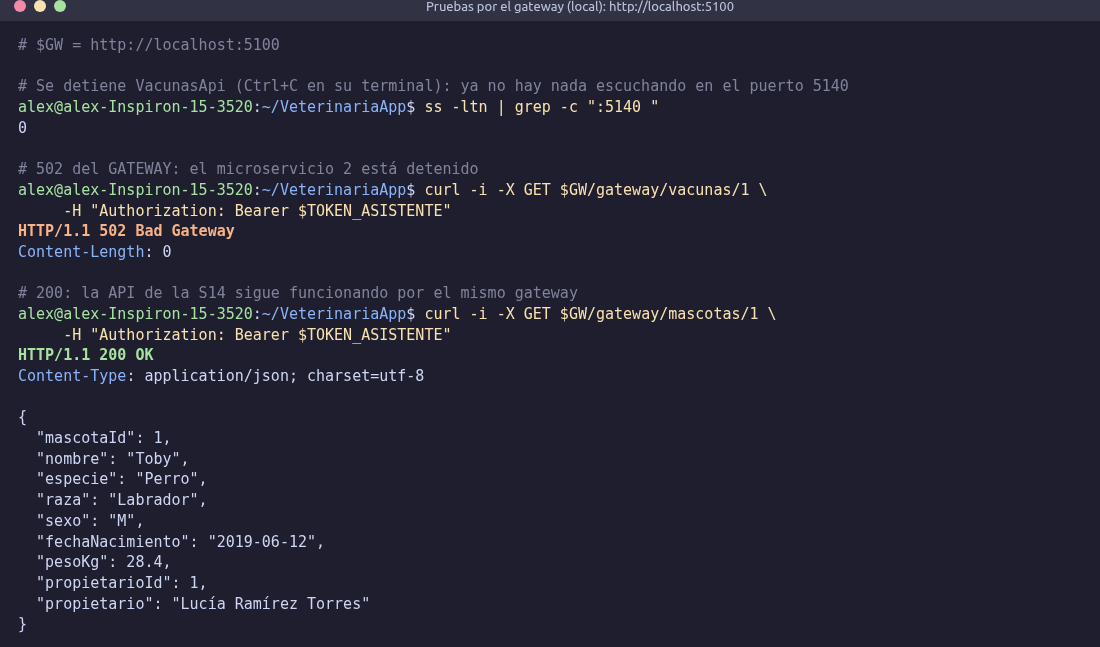 Pruebas por el gateway (local): http://localhost:5100
# $GW = http://localhost:5100
# Se detiene VacunasApi (Ctrl+C en su terminal): ya no hay nada escuchando en el puerto 5140
alex@alex-Inspiron-15-3520:~/VeterinariaApp$ ss -ltn | grep -c ":5140 "
0
# 502 del GATEWAY: el microservicio 2 está detenido
alex@alex-Inspiron-15-3520:~/VeterinariaApp$ curl -i -X GET $GW/gateway/vacunas/1 \
     -H "Authorization: Bearer $TOKEN_ASISTENTE"
HTTP/1.1 502 Bad Gateway
Content-Length: 0
# 200: la API de la S14 sigue funcionando por el mismo gateway
alex@alex-Inspiron-15-3520:~/VeterinariaApp$ curl -i -X GET $GW/gateway/mascotas/1 \
     -H "Authorization: Bearer $TOKEN_ASISTENTE"
HTTP/1.1 200 OK
Content-Type: application/json; charset=utf-8
{
  "mascotaId": 1,
  "nombre": "Toby",
  "especie": "Perro",
  "raza": "Labrador",
  "sexo": "M",
  "fechaNacimiento": "2019-06-12",
  "pesoKg": 28.4,
  "propietarioId": 1,
  "propietario": "Lucía Ramírez Torres"
}